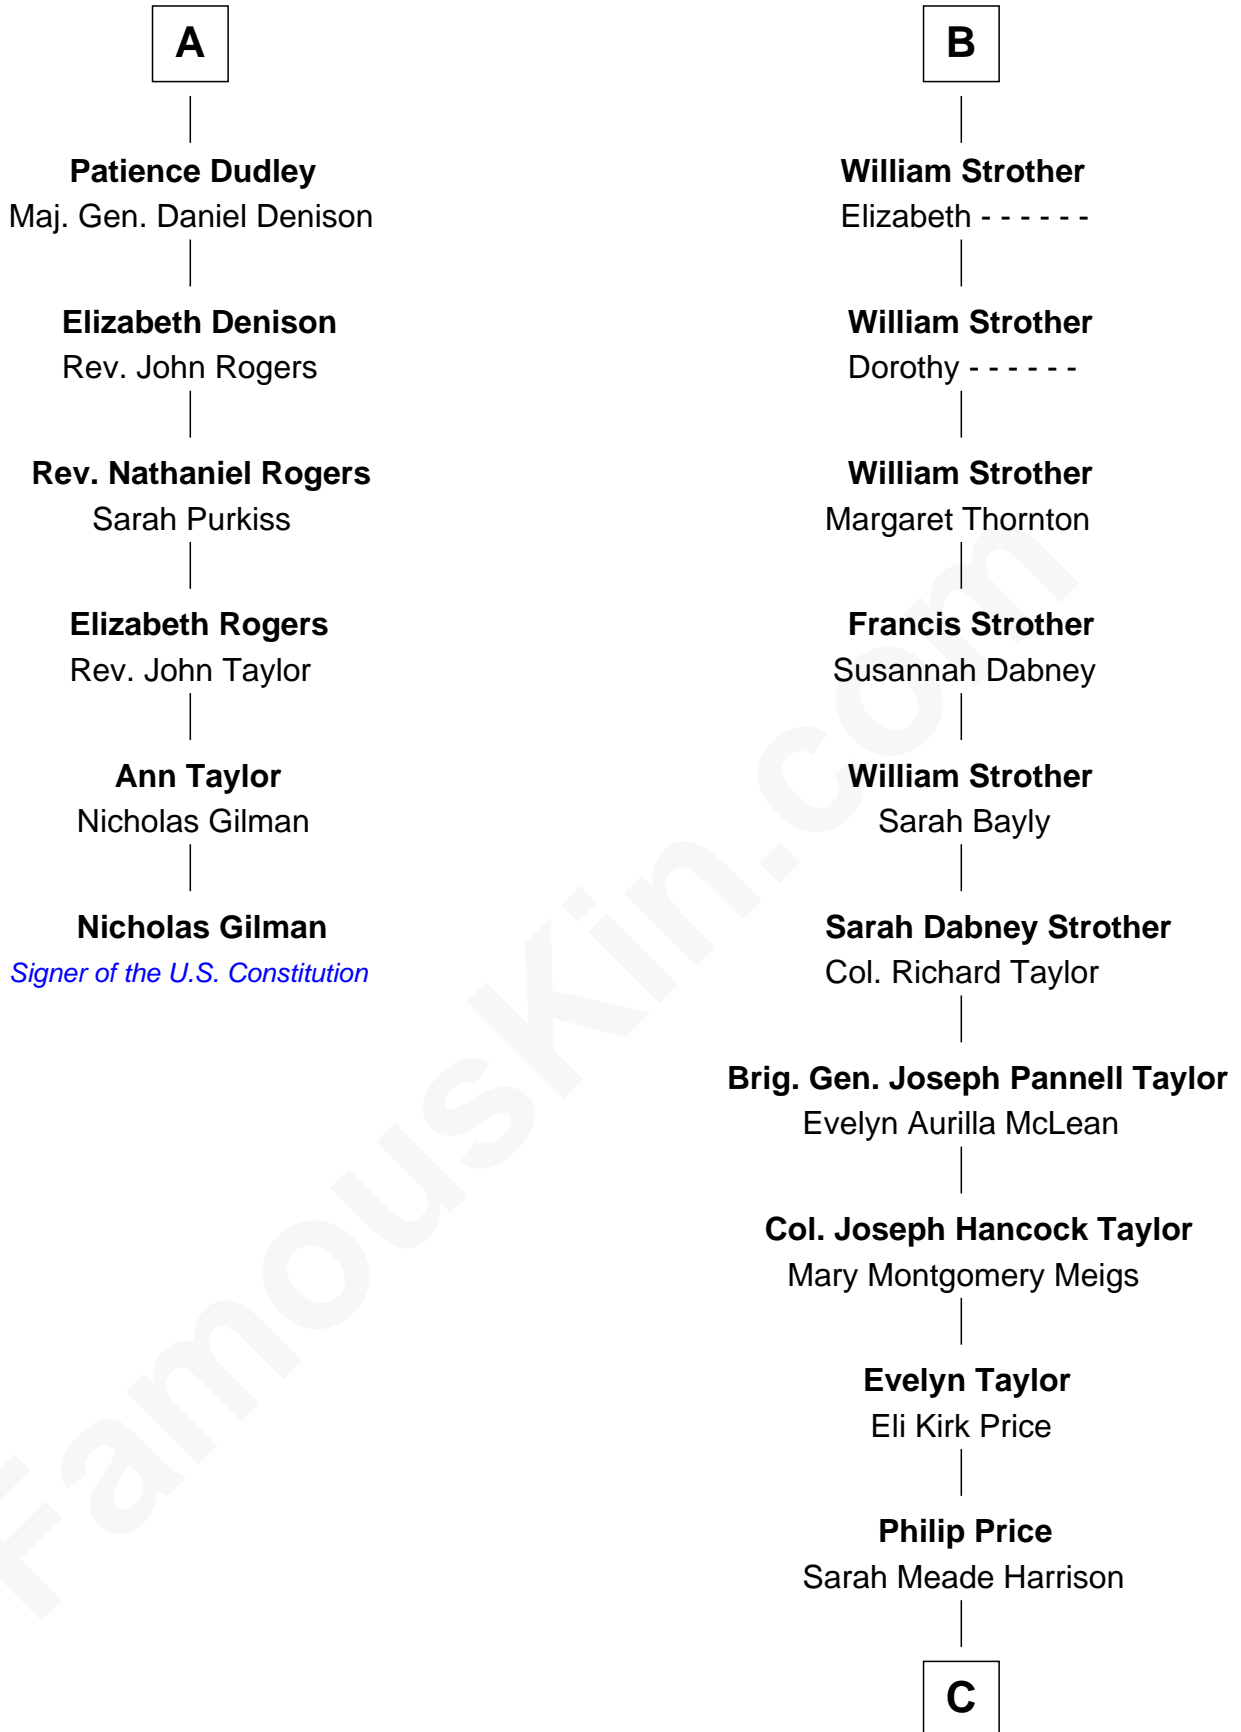 A
Patience Dudley
Maj. Gen. Daniel Denison
Elizabeth Denison
Rev. John Rogers
Rev. Nathaniel Rogers
Sarah Purkiss
Elizabeth Rogers
Rev. John Taylor
Ann Taylor
Nicholas Gilman
Nicholas Gilman
Signer of the U.S. Constitution
B
William Strother
Elizabeth - - - - - -
William Strother
Dorothy - - - - - -
William Strother
Margaret Thornton
Francis Strother
Susannah Dabney
William Strother
Sarah Bayly
Sarah Dabney Strother
Col. Richard Taylor
Brig. Gen. Joseph Pannell Taylor
Evelyn Aurilla McLean
Col. Joseph Hancock Taylor
Mary Montgomery Meigs
Evelyn Taylor
Eli Kirk Price
Philip Price
Sarah Meade Harrison
C
FamousKin.com